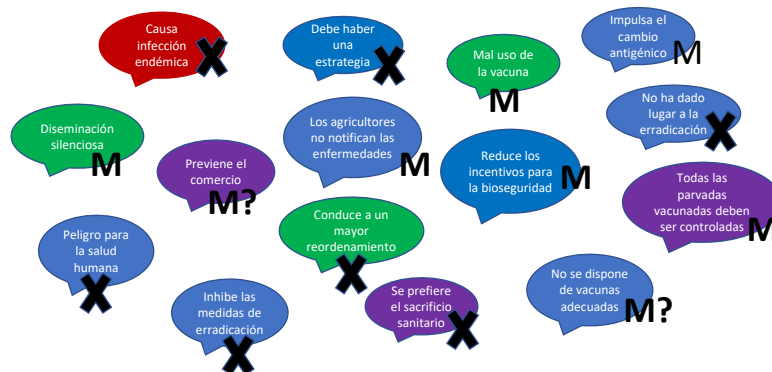 Causa
infección
endémica
X
Debe haber
una
estrategia
X
Mal uso de
la vacuna
M
Impulsa el
cambio
antigénico
M
No ha dado
lugar a la
erradicación
X
Diseminación
silenciosa
M
Previene el
comercio
M?
Los agricultores
no notifican las
enfermedades
M
Reduce los
incentivos para
la bioseguridad
M
Todas las
parvadas
vacunadas deben
ser controladas
M
Peligro para
la salud
humana
X
Conduce a un
mayor
reordenamiento
X
Inhibe las
medidas de
erradicación
X
Se prefiere
el sacrificio
sanitario
X
No se dispone
de vacunas
adecuadas
M?